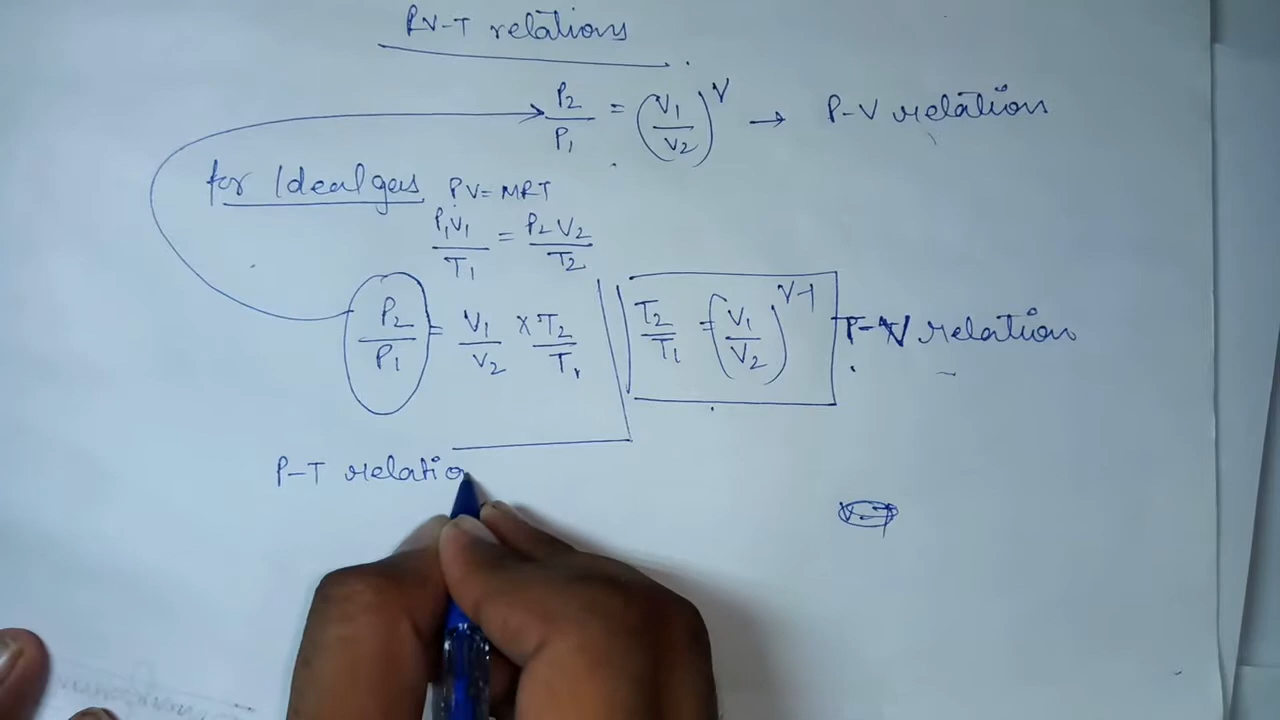 PV-T relations
P2/P1 = (V1/V2)^γ → P-V relation
for Ideal gas PV = MRT
P1V1/T1 = P2V2/T2
P2/P1 = V1/V2 × T2/T1
T2/T1 = (V1/V2)^γ-1 T-V relation
P-T relatio